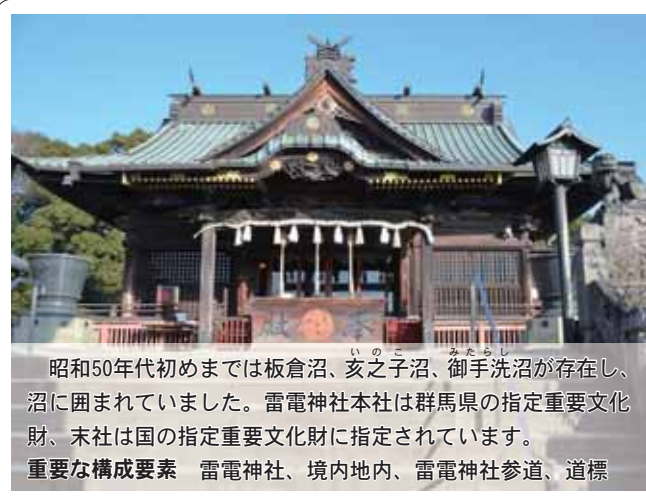 昭和50年代初めまでは板倉沼、亥之子沼、御手洗沼が存在し、
いのこ みたらし
沼に囲まれていました。雷電神社本社は群馬県の指定重要文化
財、末社は国の指定重要文化財に指定されています。
重要な構成要素 雷電神社、境内地内、雷電神社参道、道標